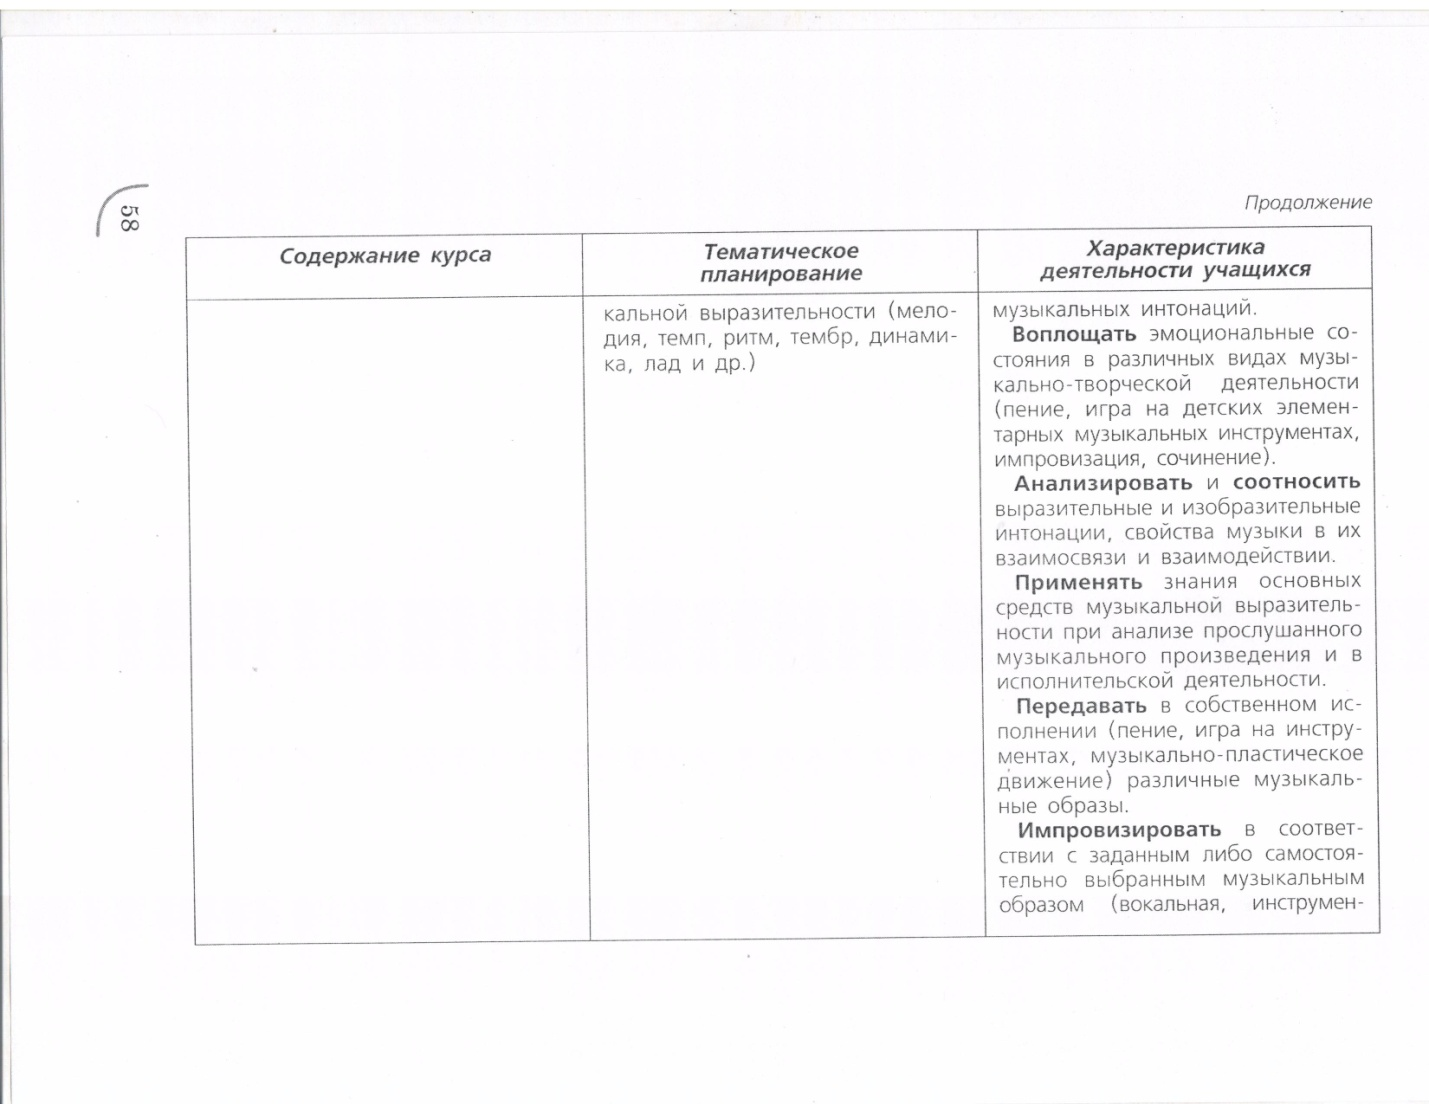 58
Продолжение
Содержание курса
Тематическое
планирование
Характеристика
деятельности учащихся
кальной выразительности (мело-
дия, темп, ритм, тембр, динами-
ка, лад и др.)
музыкальных интонаций.
Воплощать эмоциональные со-
стояния в различных видах музы-
кально-творческой деятельности
(пение, игра на детских элемен-
тарных музыкальных инструментах,
импровизация, сочинение).
Анализировать и соотносить
выразительные и изобразительные
интонации, свойства музыки в их
взаимосвязи и взаимодействии.
Применять знания основных
средств музыкальной выразитель-
ности при анализе прослушанного
музыкального произведения и в
исполнительской деятельности.
Передавать в собственном ис-
полнении (пение, игра на инстру-
ментах, музыкально-пластическое
движение) различные музыкаль-
ные образы.
Импровизировать в соответ-
ствии с заданным либо самостоя-
тельно выбранным музыкальным
образом (вокальная, инструмен-